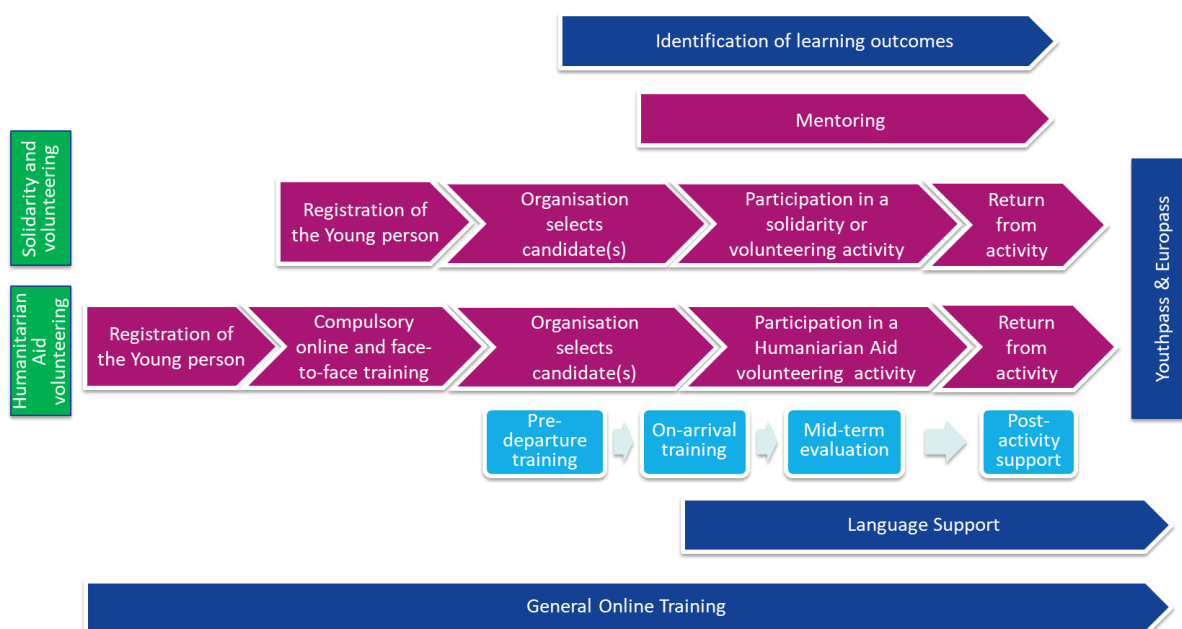 Identification of learning outcomes
Mentoring
Solidarity and
volunteering
Registration of
the Young person
Organisation
selects
candidate(s)
Participation in a
solidarity or
volunteering activity
Return
from
activity
Humanitarian
Aid
volunteering
Registration of
the Young person
Compulsory
online and face-
to-face training
Organisation
selects
candidate(s)
Participation in a
Humaniarian Aid
volunteering activity
Return
from
activity
Youthpass & Europass
Pre-
departure
training
On-arrival
training
Mid-term
evaluation
Post-
activity
support
Language Support
General Online Training